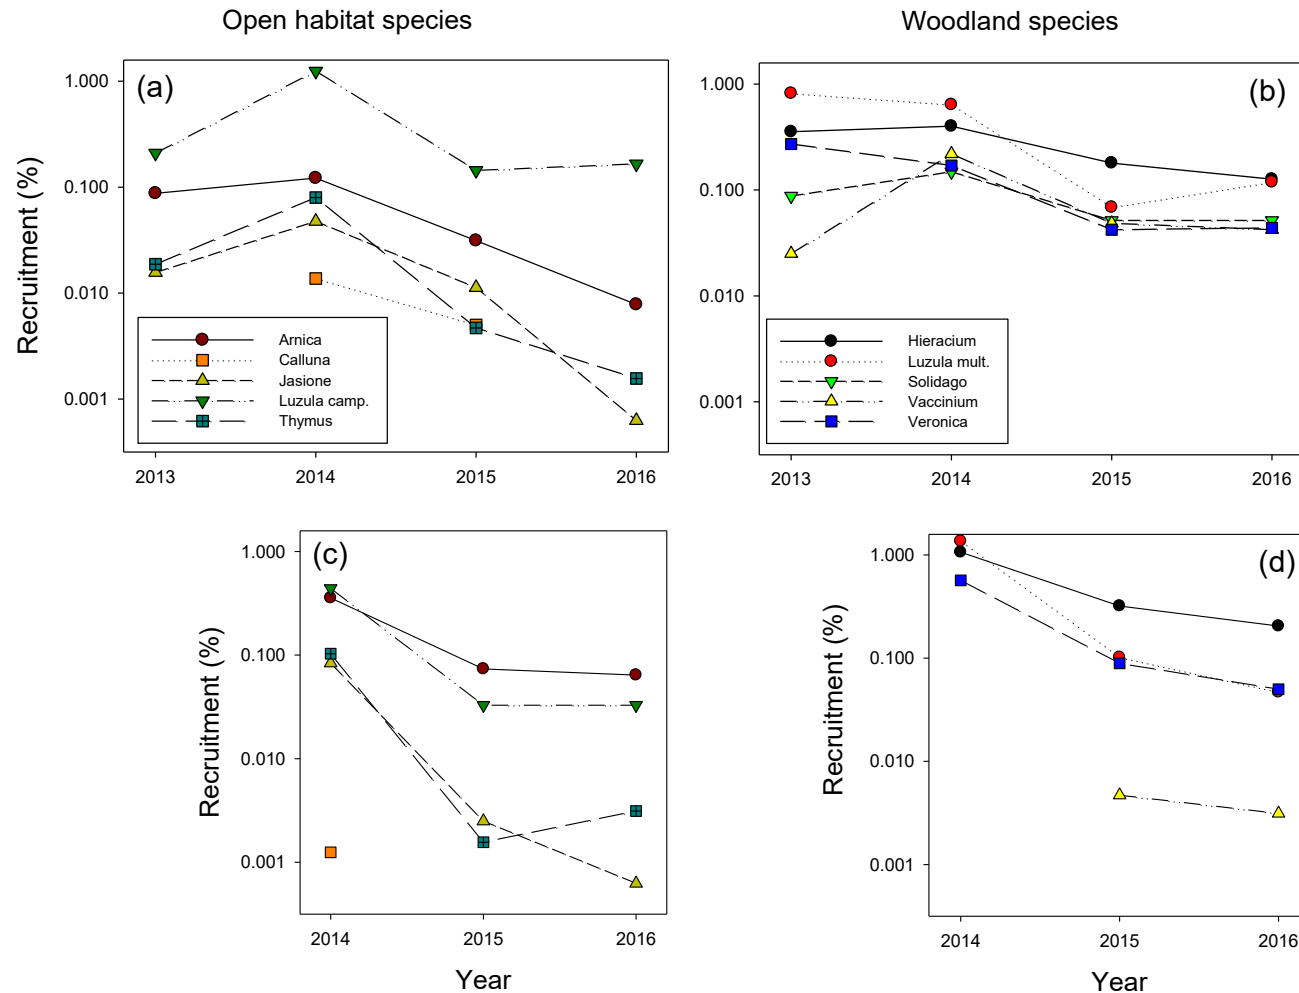 Open habitat species
Woodland species
(a)
Recruitment (%)
1.000
0.100
0.010
0.001
Arnica
Calluna
Jasione
Luzula camp.
Thymus
2013 2014 2015 2016
(b)
1.000
0.100
0.010
0.001
Hieracium
Luzula mult.
Solidago
Vaccinium
Veronica
2013 2014 2015 2016
(c)
Recruitment (%)
1.000
0.100
0.010
0.001
2014 2015 2016
Year
(d)
Recruitment (%)
1.000
0.100
0.010
0.001
2014 2015 2016
Year